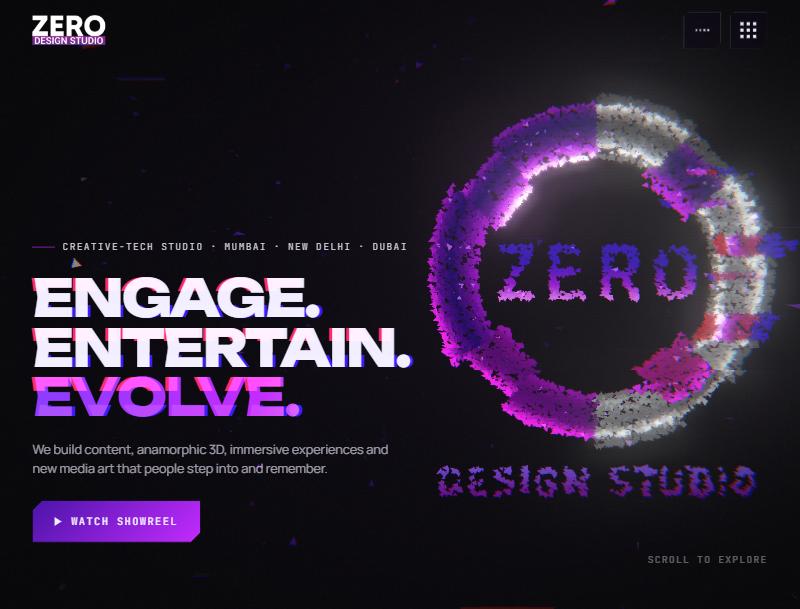 ZERO
DESIGN STUDIO
CREATIVE-TECH STUDIO · MUMBAI · NEW DELHI · DUBAI
ENGAGE.
ENTERTAIN.
EVOLVE.
We build content, anamorphic 3D, immersive experiences and
new media art that people step into and remember.
▶ WATCH SHOWREEL
ZERO
DESIGN STUDIO
SCROLL TO EXPLORE